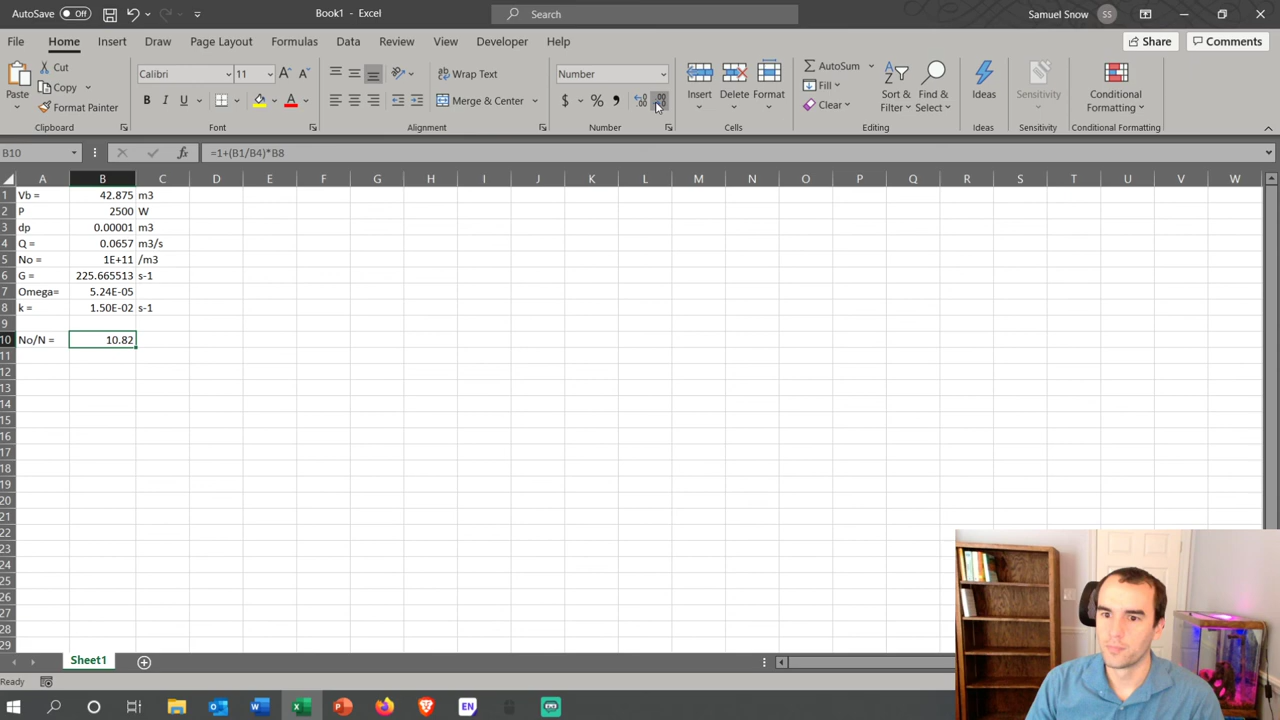 AutoSave Off Book1 - Excel Search Samuel Snow SS
File Home Insert Draw Page Layout Formulas Data Review View Developer Help Share Comments
Paste Cut Copy Format Painter
Calibri 11
B I U
Wrap Text
Merge & Center
Number
$ % ,
Insert Delete Format
AutoSum
Fill
Clear
Sort & Filter
Find & Select
Ideas
Sensitivity
Conditional Formatting
Clipboard Font Alignment Number Cells Editing Ideas Sensitivity Conditional Formatting
B10 fx =1+(B1/B4)*B8
A B C D E F G H I J K L M N O P Q R S T U V W
1 Vb = 42.875 m3
2 P 2500 W
3 dp 0.00001 m3
4 Q = 0.0657 m3/s
5 No = 1E+11 /m3
6 G = 225.665513 s-1
7 Omega= 5.24E-05
8 k = 1.50E-02 s-1
9
10 No/N = 10.82
11
12
13
14
15
16
17
18
19
20
21
22
23
24
25
26
27
28
29
Sheet1
Ready
EN